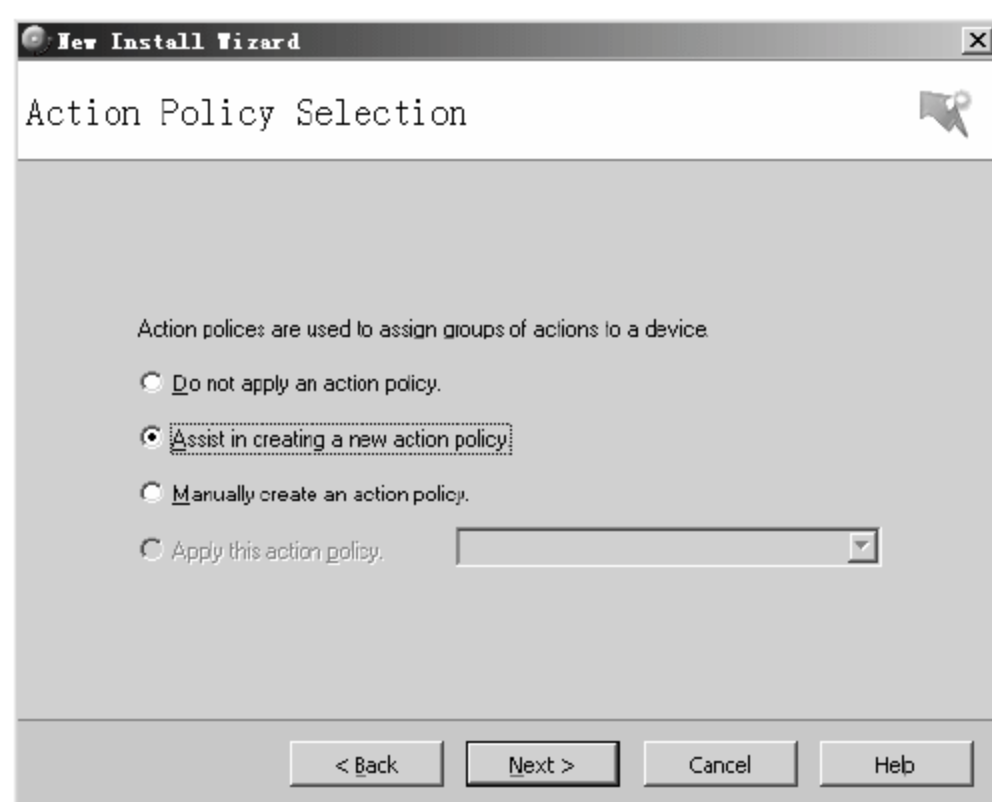 New Install Wizard
Action Policy Selection
Action polices are used to assign groups of actions to a device.
Do not apply an action policy.
Assist in creating a new action policy
Manually create an action policy.
Apply this action policy.
< Back
Next >
Cancel
Help